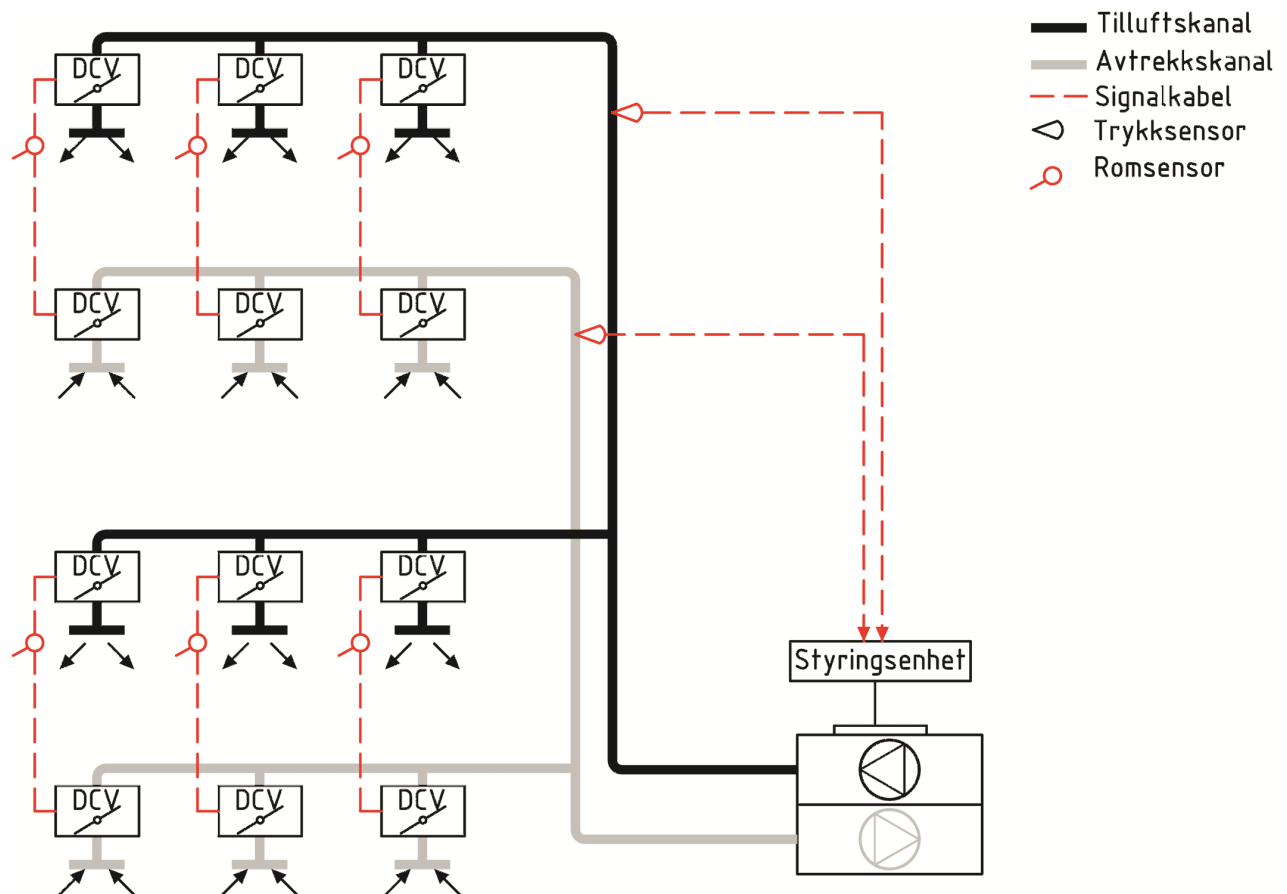 DCV DCV DCV
DCV DCV DCV
DCV DCV DCV
DCV DCV DCV
Tilluftskanal
Avtrekkskanal
Signalkabel
Trykksensor
Romsensor
Styringsenhet